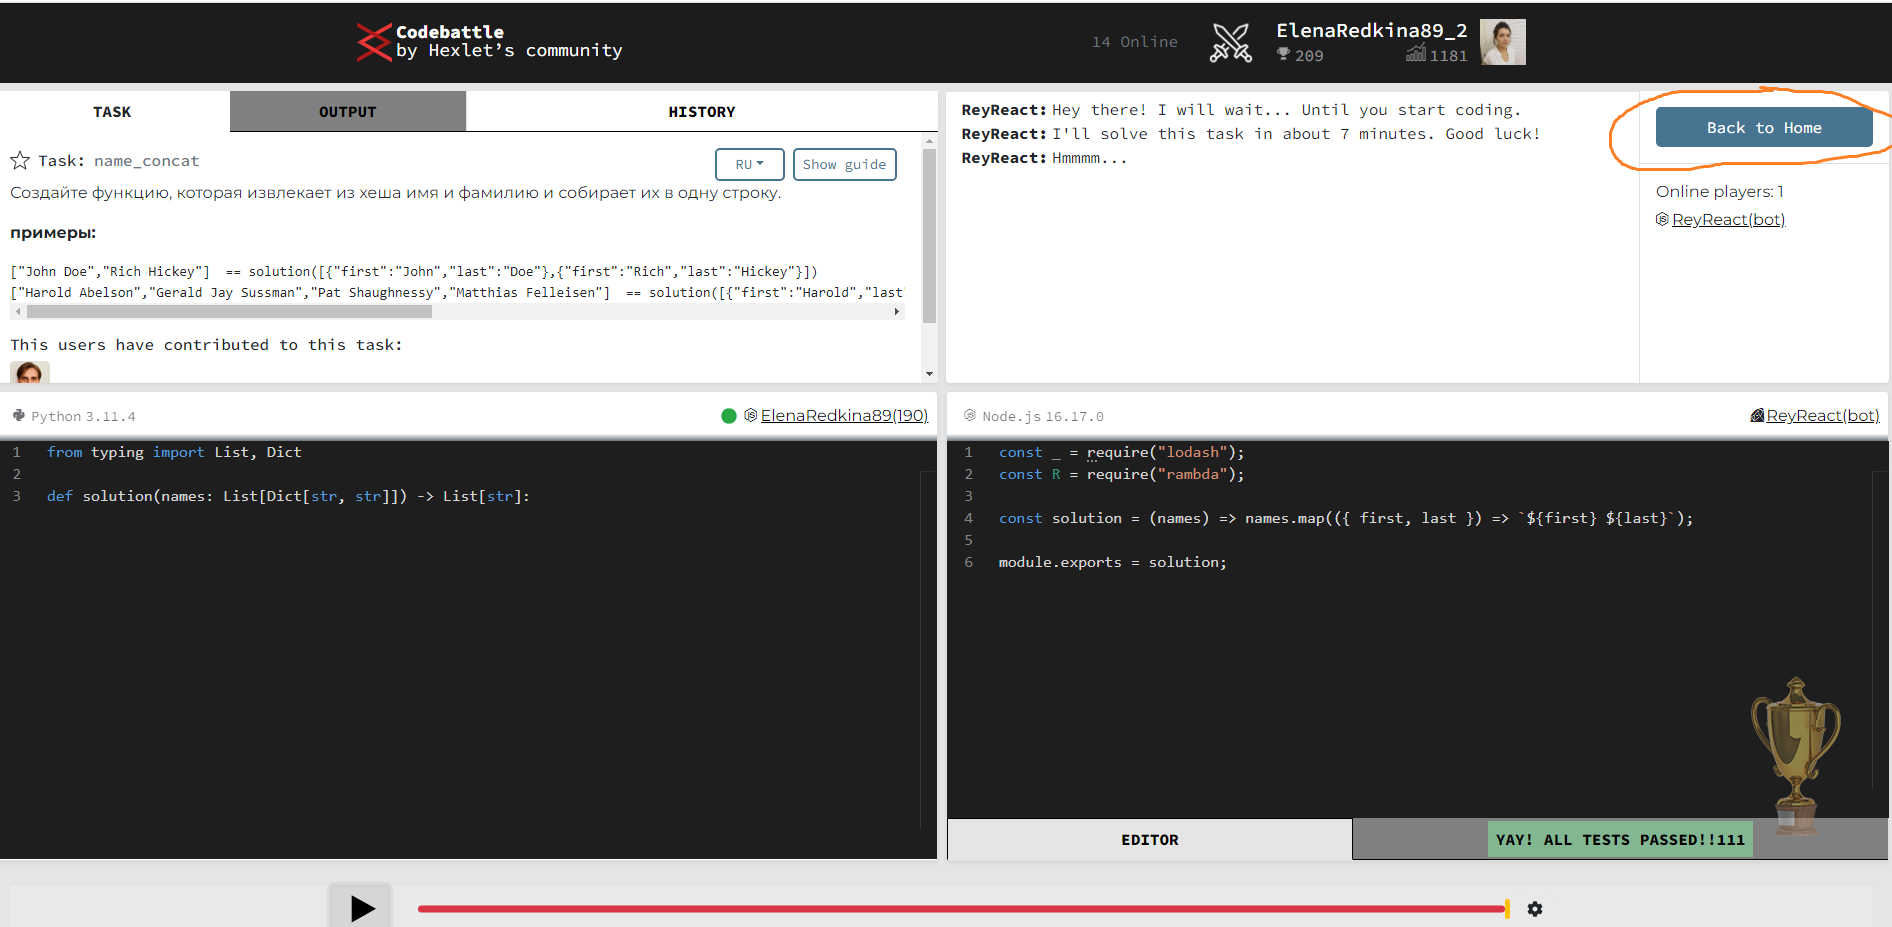 Codebattle
by Hexlet's community
14 Online
ElenaRedkina89_2
209
1181
TASK
OUTPUT
HISTORY
Task: name_concat
RU
Show guide
Создайте функцию, которая извлекает из хеша имя и фамилию и собирает их в одну строку.
примеры:
["John Doe","Rich Hickey"]  == solution([{"first":"John","last":"Doe"},{"first":"Rich","last":"Hickey"}])
["Harold Abelson","Gerald Jay Sussman","Pat Shaughnessy","Matthias Felleisen"]  == solution([{"first":"Harold","last"
This users have contributed to this task:
ReyReact: Hey there! I will wait... Until you start coding.
ReyReact: I'll solve this task in about 7 minutes. Good luck!
ReyReact: Hmmmm...
Back to Home
Online players: 1
ReyReact(bot)
Python 3.11.4
ElenaRedkina89(190)
1 from typing import List, Dict
2
3 def solution(names: List[Dict[str, str]]) -> List[str]:
Node.js 16.17.0
ReyReact(bot)
1 const _ = require("lodash");
2 const R = require("rambda");
3
4 const solution = (names) => names.map(({ first, last }) => `${first} ${last}`);
5
6 module.exports = solution;
EDITOR
YAY! ALL TESTS PASSED!!111